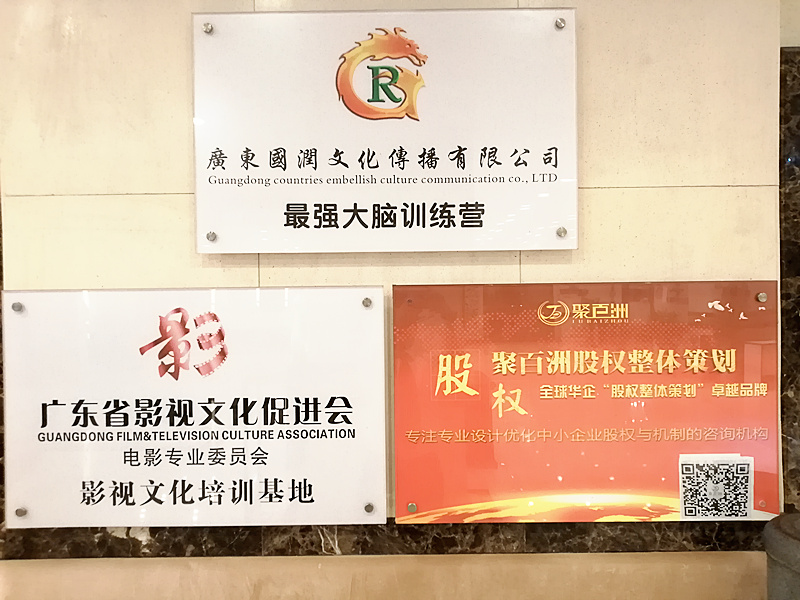 R
廣東國潤文化傳播有限公司
Guangdong countries embellish culture communication co., LTD
最强大脑训练营
影
广东省影视文化促进会
GUANGDONG FILM&TELEVISION CULTURE ASSOCIATION
电影专业委员会
影视文化培训基地
聚百洲
JUBAIZHOU
股权
聚百洲股权整体策划
全球华企“股权整体策划”卓越品牌
专注专业设计优化中小企业股权与机制的咨询机构